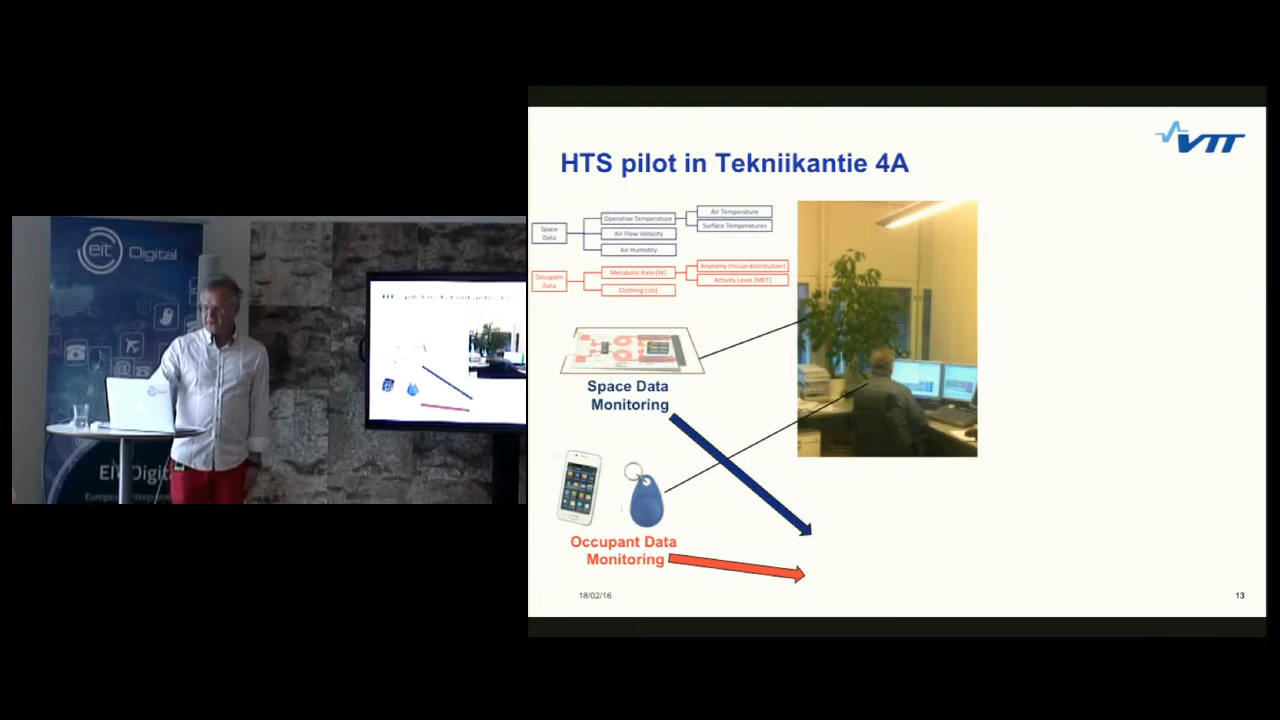 eit Digital
EIT Digit
VTT
HTS pilot in Tekniikantie 4A
Space
Data
Operative Temperature
Air Flow Velocity
Air Humidity
Air Temperature
Surface Temperatures
Occupant
Data
Metabolic Rate [W]
Clothing [clo]
Anatomy (tissue distribution)
Activity Level [MET]
Space Data
Monitoring
Occupant Data
Monitoring
18/02/16
13